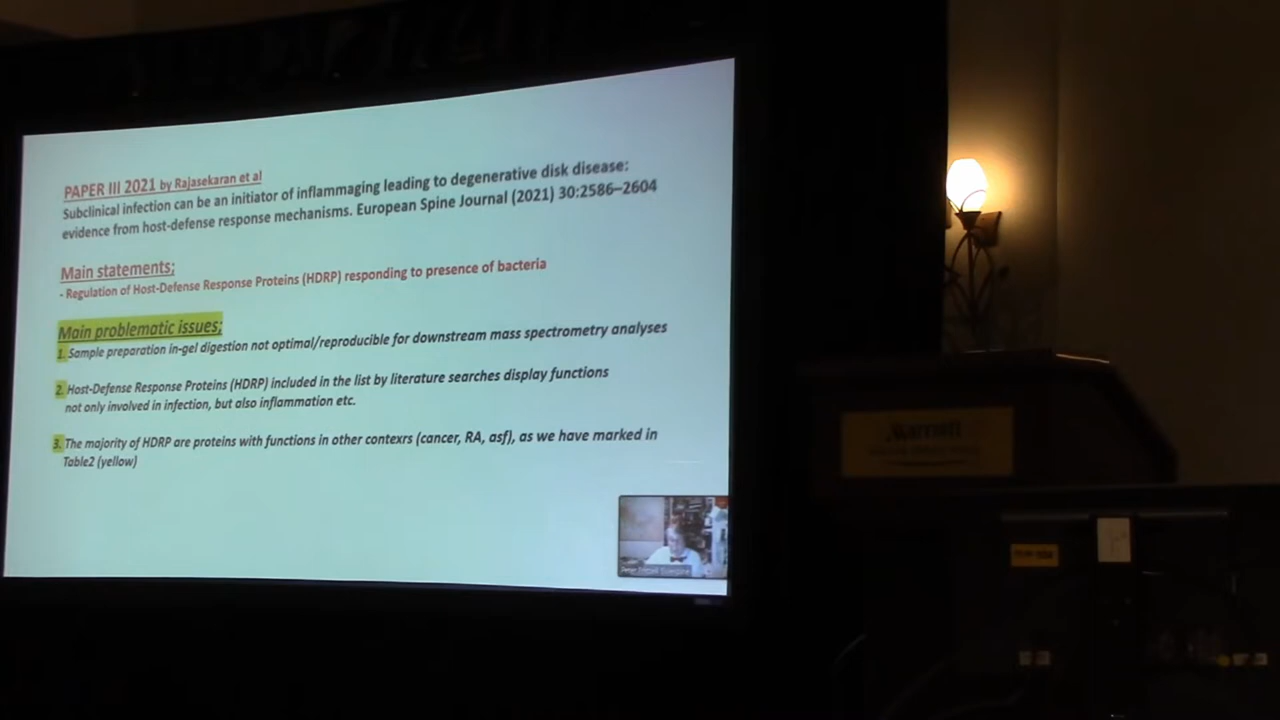 PAPER III 2021 by Rajasekaran et al
Subclinical infection can be an initiator of inflammaging leading to degenerative disk disease:
evidence from host-defense response mechanisms. European Spine Journal (2021) 30:2586–2604
Main statements;
- Regulation of Host-Defense Response Proteins (HDRP) responding to presence of bacteria
Main problematic issues;
1. Sample preparation in-gel digestion not optimal/reproducible for downstream mass spectrometry analyses
2. Host-Defense Response Proteins (HDRP) included in the list by literature searches display functions
not only involved in infection, but also inflammation etc.
3. The majority of HDRP are proteins with functions in other contexrs (cancer, RA, asf), as we have marked in
Table2 (yellow)
Peter
Marriott